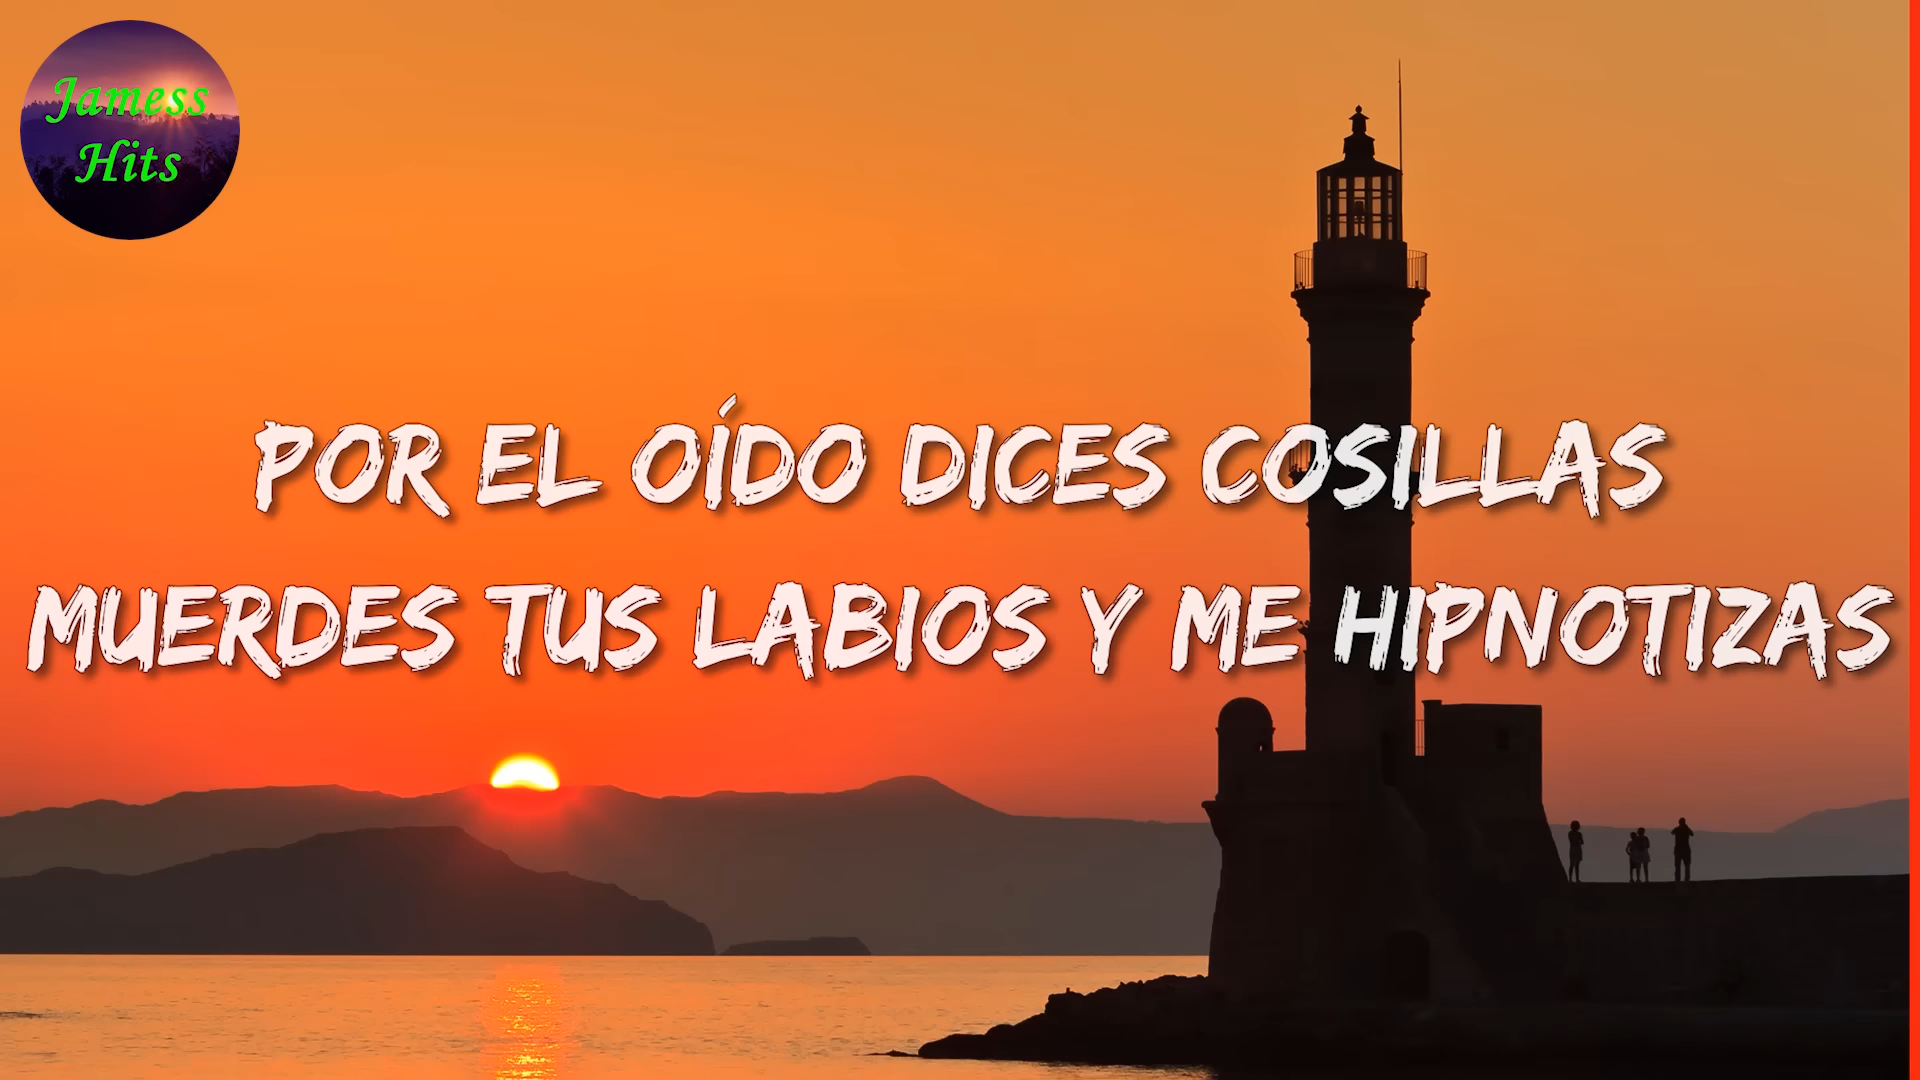 Jamess
Hits
POR EL OÍDO DICES COSILLAS
MUERDES TUS LABIOS Y ME HIPNOTIZAS